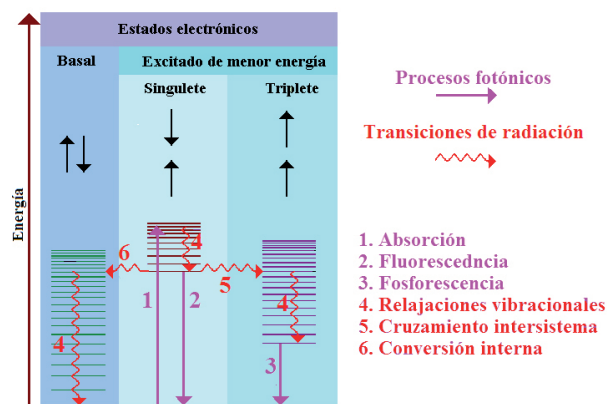 Estados electrónicos
Basal
Excitado de menor energía
Singulete
Triplete
Energía
6
4
5
1
2
4
4
3
Procesos fotónicos
Transiciones de radiación
1. Absorción
2. Fluorescedncia
3. Fosforescencia
4. Relajaciones vibracionales
5. Cruzamiento intersistema
6. Conversión interna